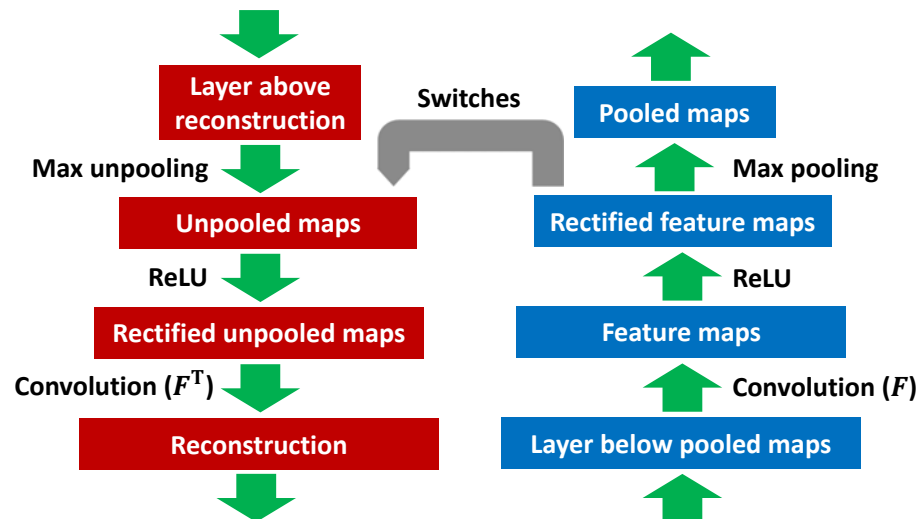 Layer above
reconstruction
Max unpooling
Unpooled maps
ReLU
Rectified unpooled maps
Convolution (𝑭ᵀ)
Reconstruction
Switches
Pooled maps
Max pooling
Rectified feature maps
ReLU
Feature maps
Convolution (𝑭)
Layer below pooled maps